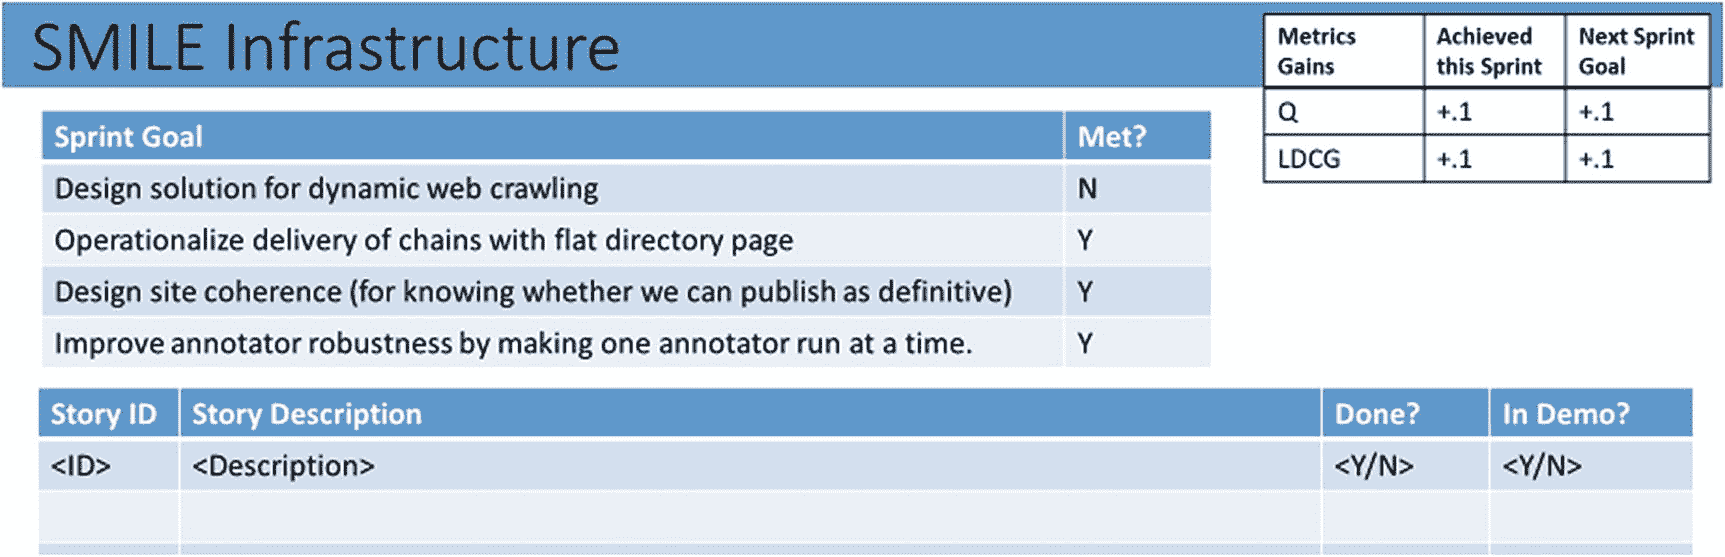 SMILE Infrastructure
Metrics Gains Achieved this Sprint Next Sprint Goal
Q +.1 +.1
LDCG +.1 +.1
Sprint Goal Met?
Design solution for dynamic web crawling N
Operationalize delivery of chains with flat directory page Y
Design site coherence (for knowing whether we can publish as definitive) Y
Improve annotator robustness by making one annotator run at a time. Y
Story ID Story Description Done? In Demo?
<ID> <Description> <Y/N> <Y/N>